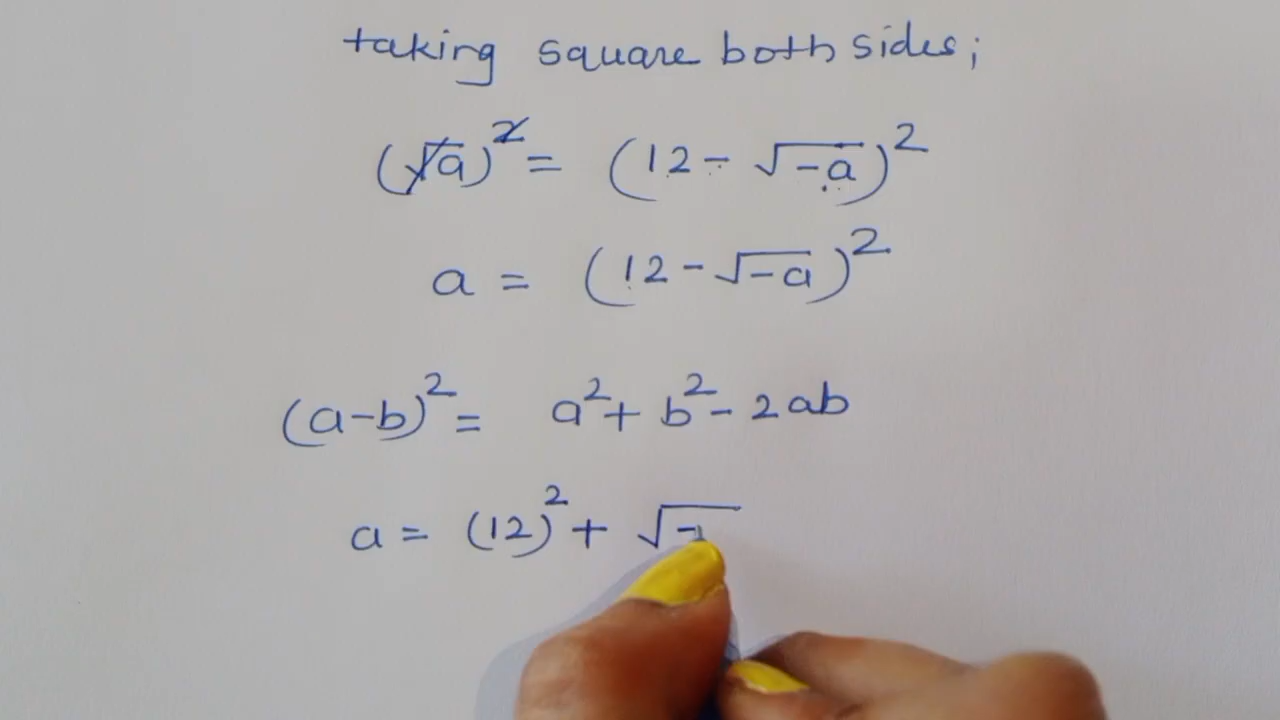 taking square both sides;
(√a)² = (12 - √-a)²
a = (12 - √-a)²
(a-b)² = a² + b² - 2ab
a = (12)² + √-